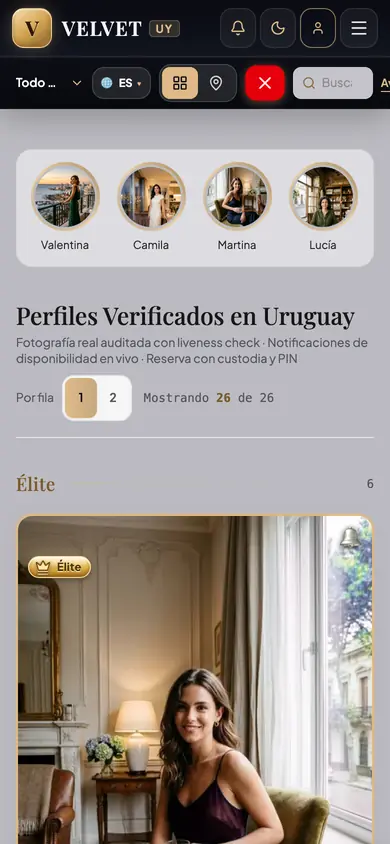 V VELVET UY
Todo ...
ES
Busc
Valentina
Camila
Martina
Lucía
Perfiles Verificados en Uruguay
Fotografía real auditada con liveness check · Notificaciones de
disponibilidad en vivo · Reserva con custodia y PIN
Por fila 1 2 Mostrando 26 de 26
Élite 6
Élite